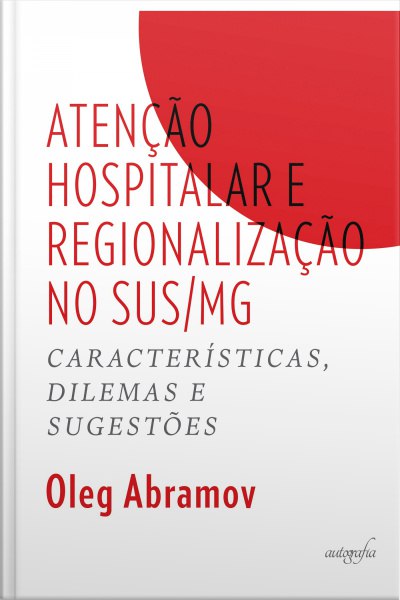 ATENÇÃO
HOSPITALAR E
REGIONALIZAÇÃO
NO SUS/MG
CARACTERÍSTICAS,
DILEMAS E
SUGESTÕES
Oleg Abramov
autografia